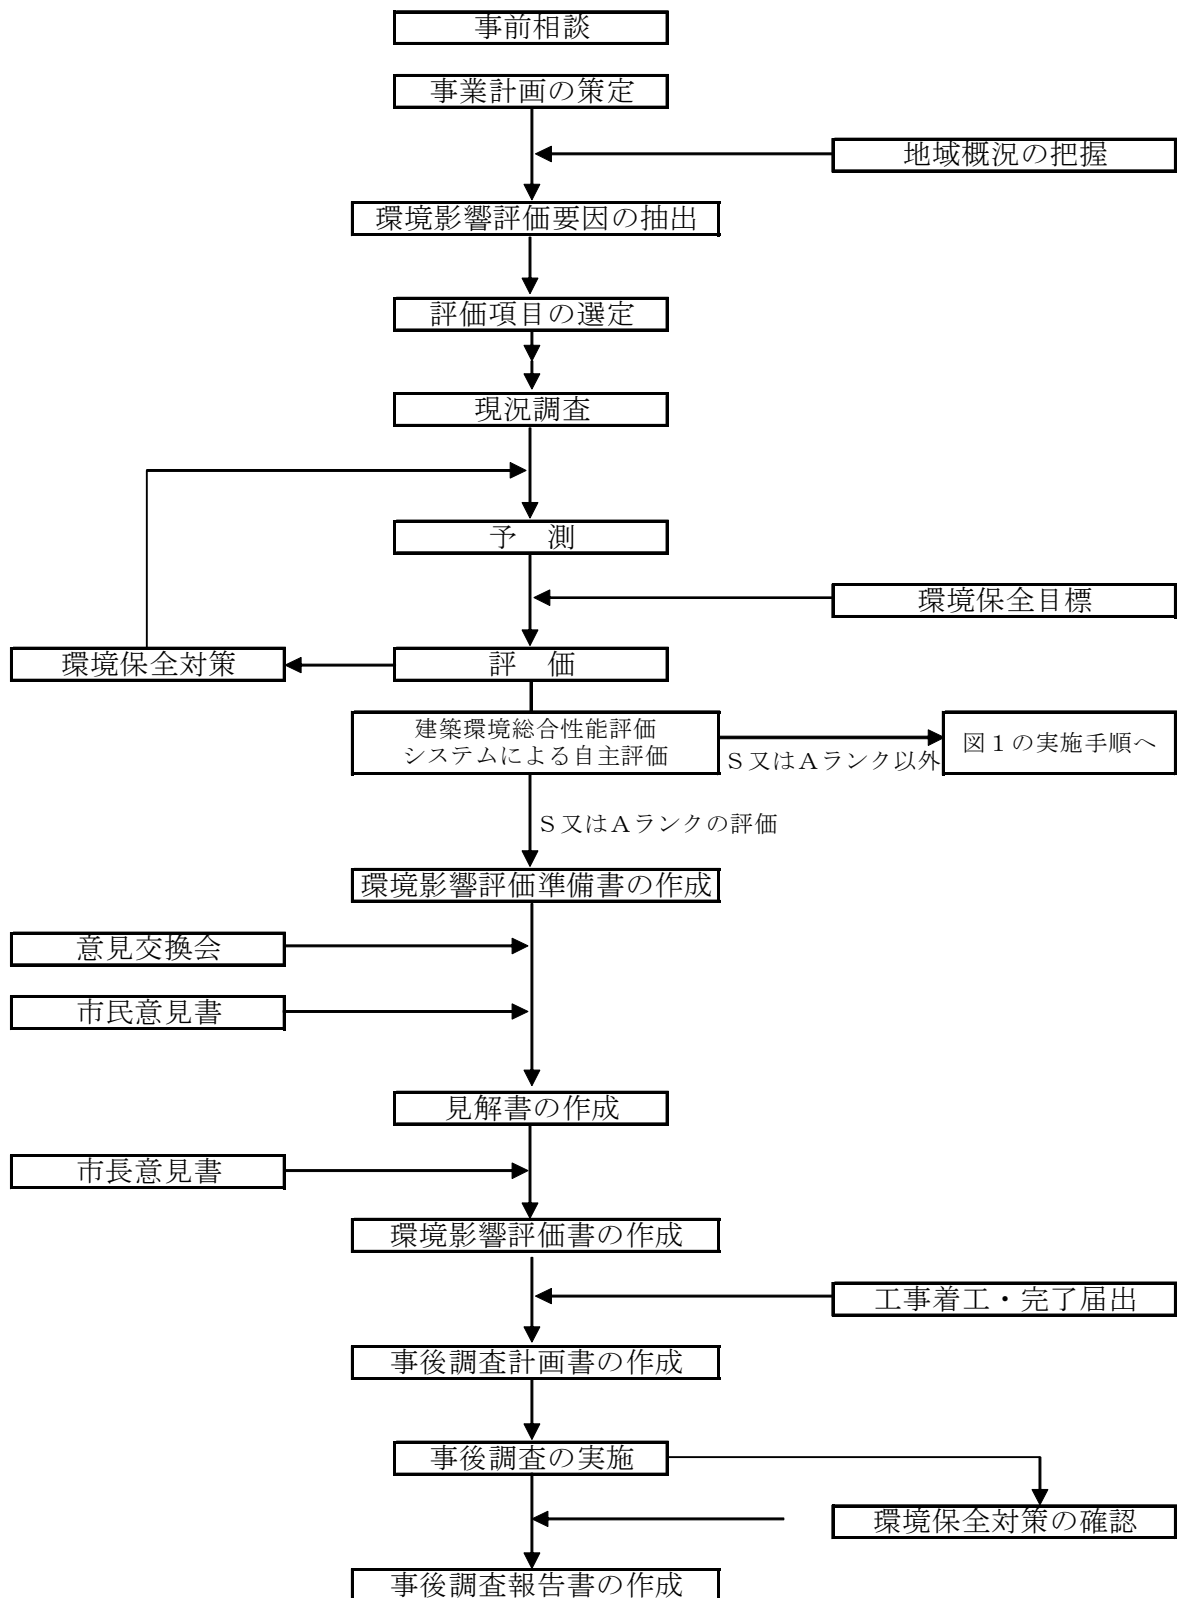 事前相談
事業計画の策定
地域概況の把握
環境影響評価要因の抽出
評価項目の選定
現況調査
予　測
環境保全目標
環境保全対策
評　価
建築環境総合性能評価
システムによる自主評価
S又はAランク以外
図1の実施手順へ
S又はAランクの評価
環境影響評価準備書の作成
意見交換会
市民意見書
見解書の作成
市長意見書
環境影響評価書の作成
工事着工・完了届出
事後調査計画書の作成
事後調査の実施
環境保全対策の確認
事後調査報告書の作成